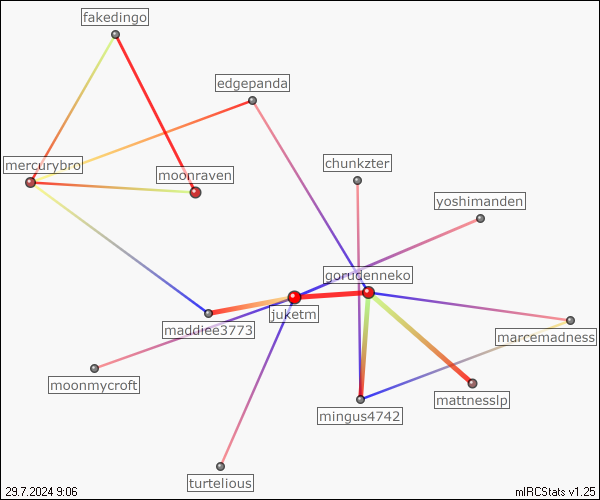 fakedingo
edgepanda
mercurybro
moonraven
chunkzter
yoshimanden
gorudenneko
juketm
maddiee3773
marcemadness
moonmycroft
mattnesslp
mingus4742
turtelious
29.7.2024 9:06
mIRCStats v1.25